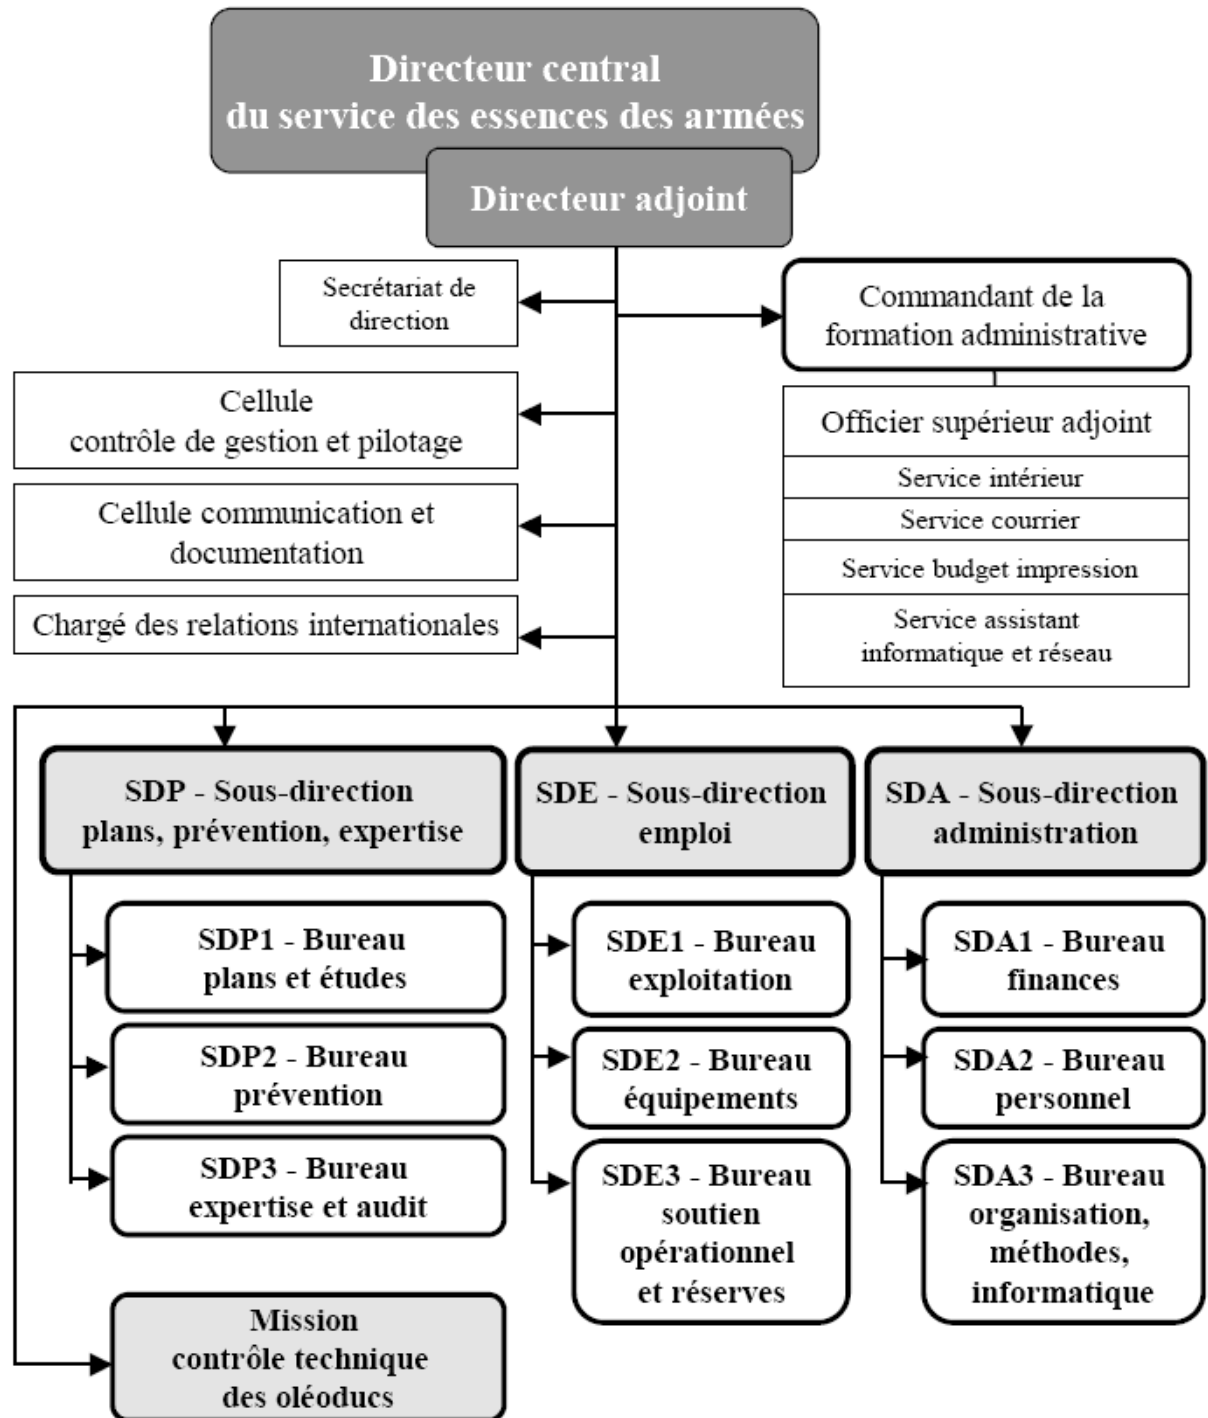 Directeur central
du service des essences des armées
Directeur adjoint
Secrétariat de
direction
Commandant de la
formation administrative
Cellule
contrôle de gestion et pilotage
Officier supérieur adjoint
Service intérieur
Service courrier
Service budget impression
Service assistant
informatique et réseau
Cellule communication et
documentation
Chargé des relations internationales
SDP - Sous-direction
plans, prévention, expertise
SDE - Sous-direction
emploi
SDA - Sous-direction
administration
SDP1 - Bureau
plans et études
SDP2 - Bureau
prévention
SDP3 - Bureau
expertise et audit
SDE1 - Bureau
exploitation
SDE2 - Bureau
équipements
SDE3 - Bureau
soutien
opérationnel
et réserves
SDA1 - Bureau
finances
SDA2 - Bureau
personnel
SDA3 - Bureau
organisation,
méthodes,
informatique
Mission
contrôle technique
des oléoducs